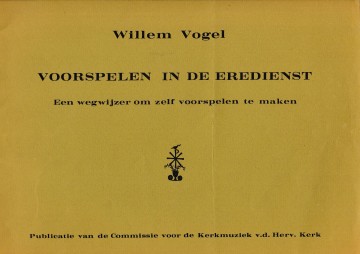 Willem Vogel
VOORSPELEN IN DE EREDIENST
Een wegwijzer om zelf voorspelen te maken
Publicatie van de Commissie voor de Kerkmuziek v.d. Herv. Kerk